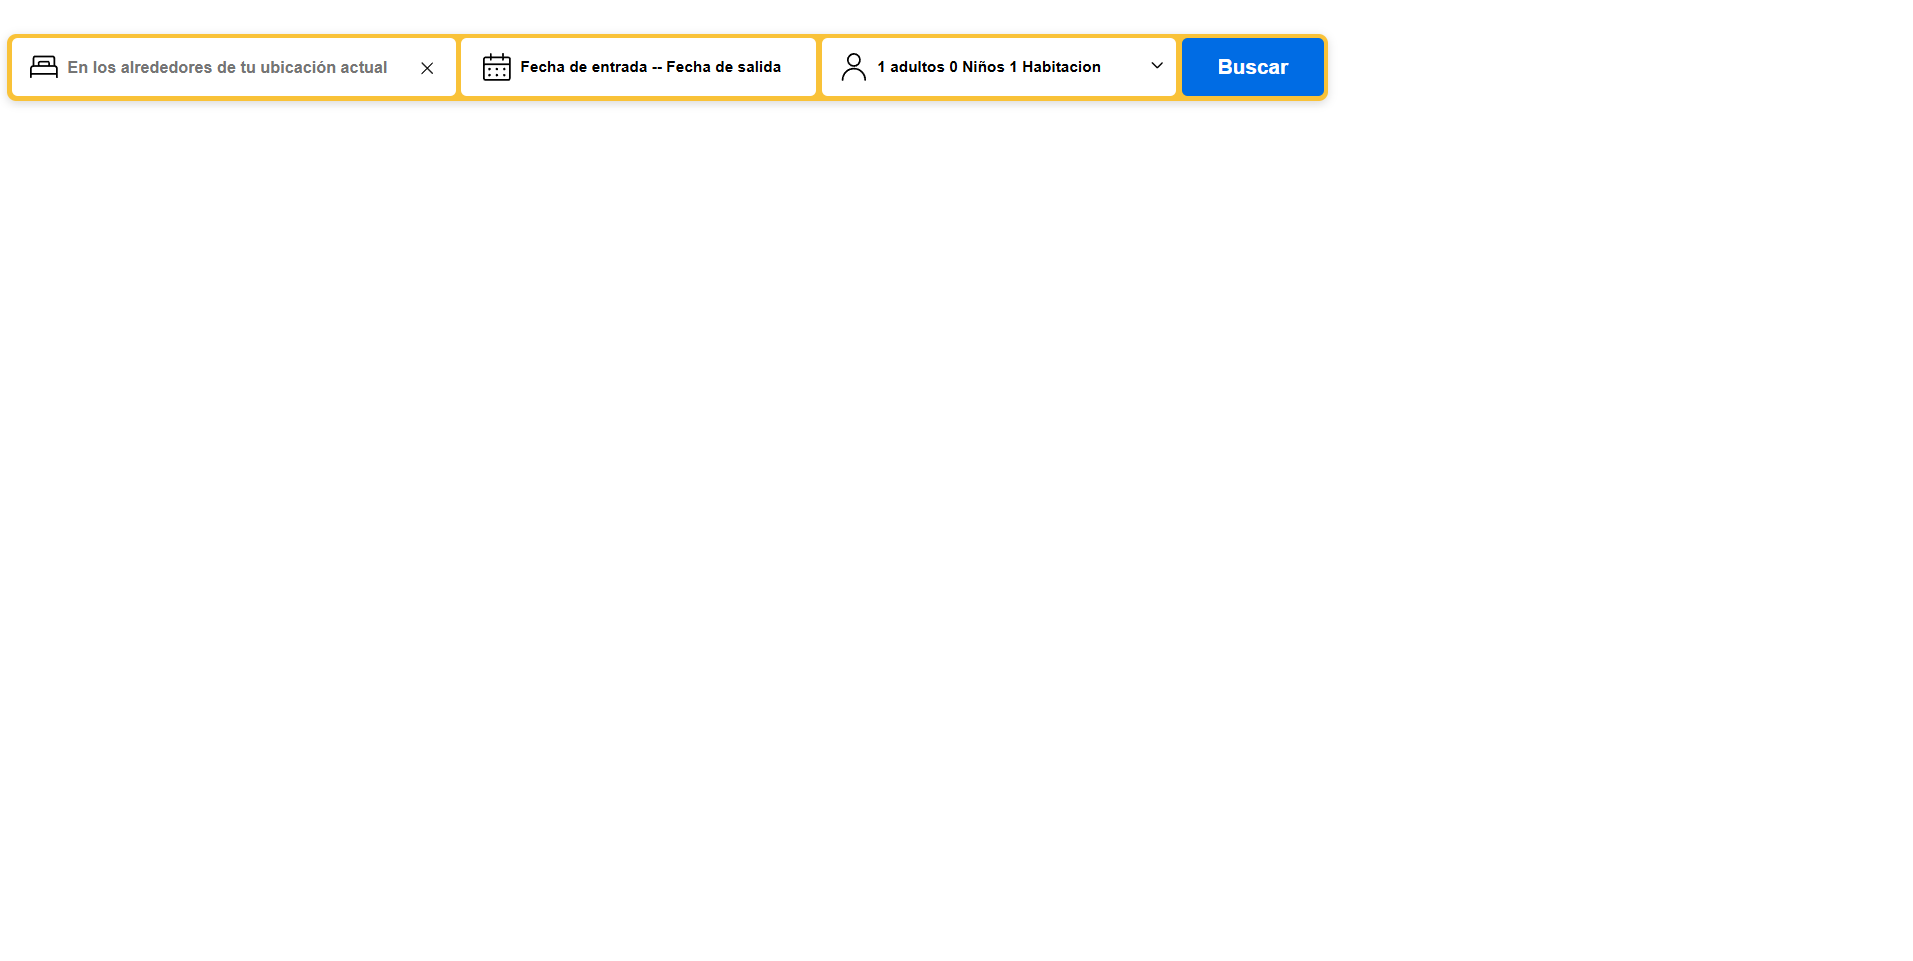 En los alrededores de tu ubicación actual
Fecha de entrada -- Fecha de salida
1 adultos 0 Niños 1 Habitacion
Buscar